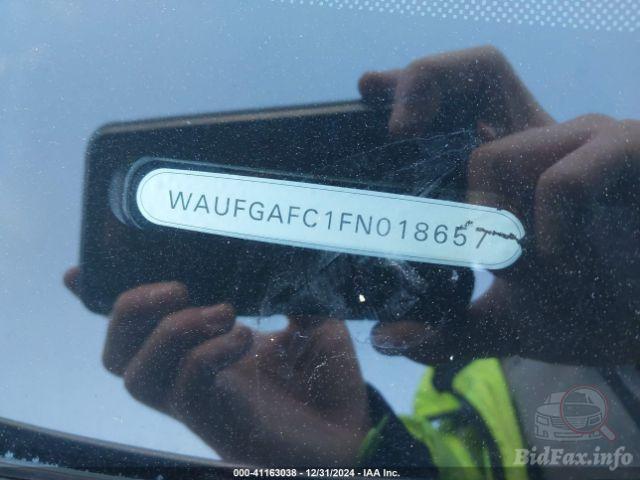 WAUFGAFC1FN018657
000-41163038 - 12/31/2024 - IAA Inc.
BidFax.info